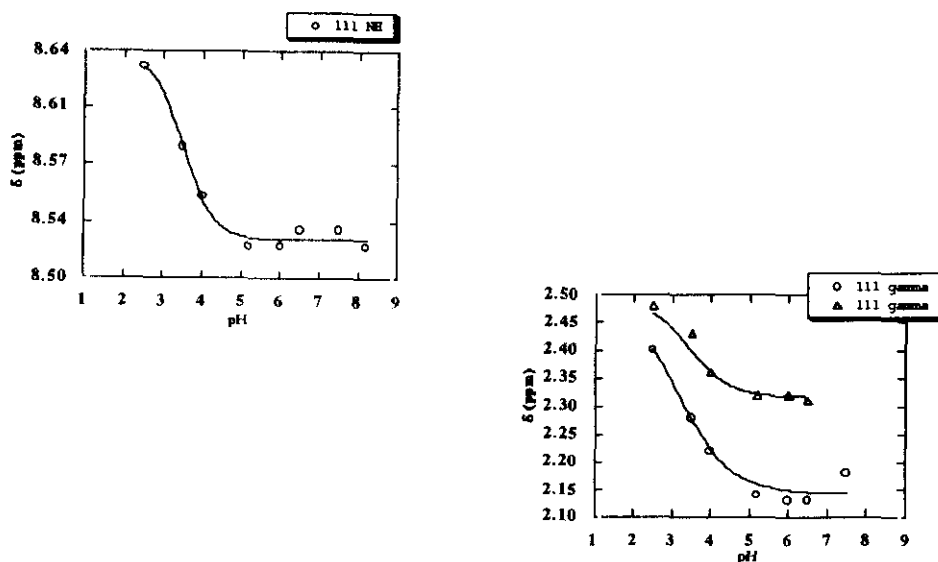 111 NH
8.64
8.61
8.57
8.54
8.50
δ (ppm)
1 2 3 4 5 6 7 8 9
pH
111 gamma
111 gamma
2.50
2.45
2.40
2.35
2.30
2.25
2.20
2.15
2.10
δ (ppm)
1 2 3 4 5 6 7 8 9
pH